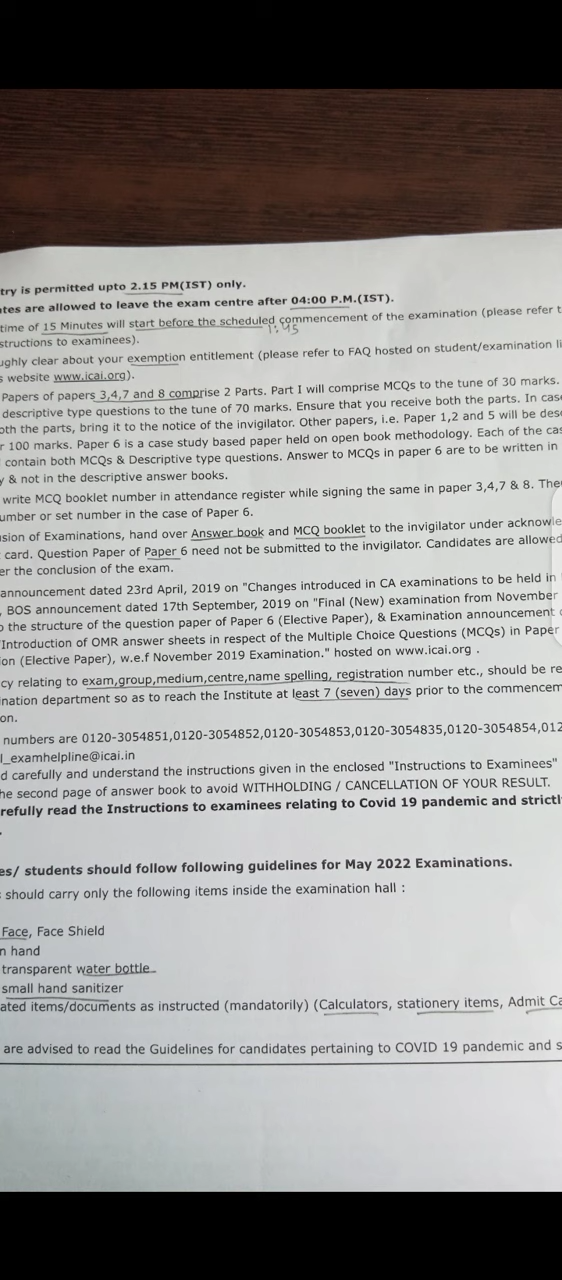 try is permitted upto 2.15 PM(IST) only.
tes are allowed to leave the exam centre after 04:00 P.M.(IST).
time of 15 Minutes will start before the scheduled commencement of the examination (please refer t
1:45
structions to examinees).
ughly clear about your exemption entitlement (please refer to FAQ hosted on student/examination li
s website www.icai.org).
Papers of papers 3,4,7 and 8 comprise 2 Parts. Part I will comprise MCQs to the tune of 30 marks.
descriptive type questions to the tune of 70 marks. Ensure that you receive both the parts. In cas
oth the parts, bring it to the notice of the invigilator. Other papers, i.e. Paper 1,2 and 5 will be des
r 100 marks. Paper 6 is a case study based paper held on open book methodology. Each of the ca
contain both MCQs & Descriptive type questions. Answer to MCQs in paper 6 are to be written in
y & not in the descriptive answer books.
write MCQ booklet number in attendance register while signing the same in paper 3,4,7 & 8. The
umber or set number in the case of Paper 6.
usion of Examinations, hand over Answer book and MCQ booklet to the invigilator under acknowle
card. Question Paper of Paper 6 need not be submitted to the invigilator. Candidates are allowed
er the conclusion of the exam.
announcement dated 23rd April, 2019 on "Changes introduced in CA examinations to be held in
, BOS announcement dated 17th September, 2019 on "Final (New) examination from November
o the structure of the question paper of Paper 6 (Elective Paper), & Examination announcement
"Introduction of OMR answer sheets in respect of the Multiple Choice Questions (MCQs) in Paper
ion (Elective Paper), w.e.f November 2019 Examination." hosted on www.icai.org .
cy relating to exam,group,medium,centre,name spelling, registration number etc., should be re
ination department so as to reach the Institute at least 7 (seven) days prior to the commencem
on.
numbers are 0120-3054851,0120-3054852,0120-3054853,0120-3054835,0120-3054854,012
l_examhelpline@icai.in
d carefully and understand the instructions given in the enclosed "Instructions to Examinees"
he second page of answer book to avoid WITHHOLDING / CANCELLATION OF YOUR RESULT.
refully read the Instructions to examinees relating to Covid 19 pandemic and strictl
.
es/ students should follow following guidelines for May 2022 Examinations.
should carry only the following items inside the examination hall :
Face, Face Shield
n hand
transparent water bottle
small hand sanitizer
ated items/documents as instructed (mandatorily) (Calculators, stationery items, Admit Ca
are advised to read the Guidelines for candidates pertaining to COVID 19 pandemic and s